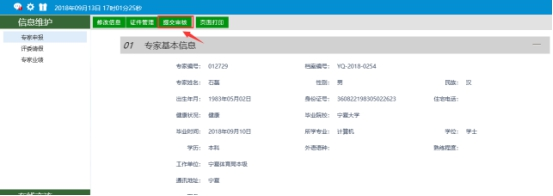 2018年09月13日 17时01分25秒
信息维护
修改信息 证件管理 提交审核 页面打印
专家申报
评委请假
专家业绩
01 专家基本信息
专家编号: 012729 档案编号: YQ-2018-0254
专家姓名: 石磊 性别: 男 民族: 汉
出生年月: 1983年05月02日 身份证号: 360822198305022623 住宅电话:
健康状况: 健康 毕业院校: 宁夏大学
毕业时间: 2018年09月10日 所学专业: 计算机 学位: 学士
学历: 本科 外语语种: 熟练程度:
工作单位: 宁夏体育局本级
通讯地址: 宁夏